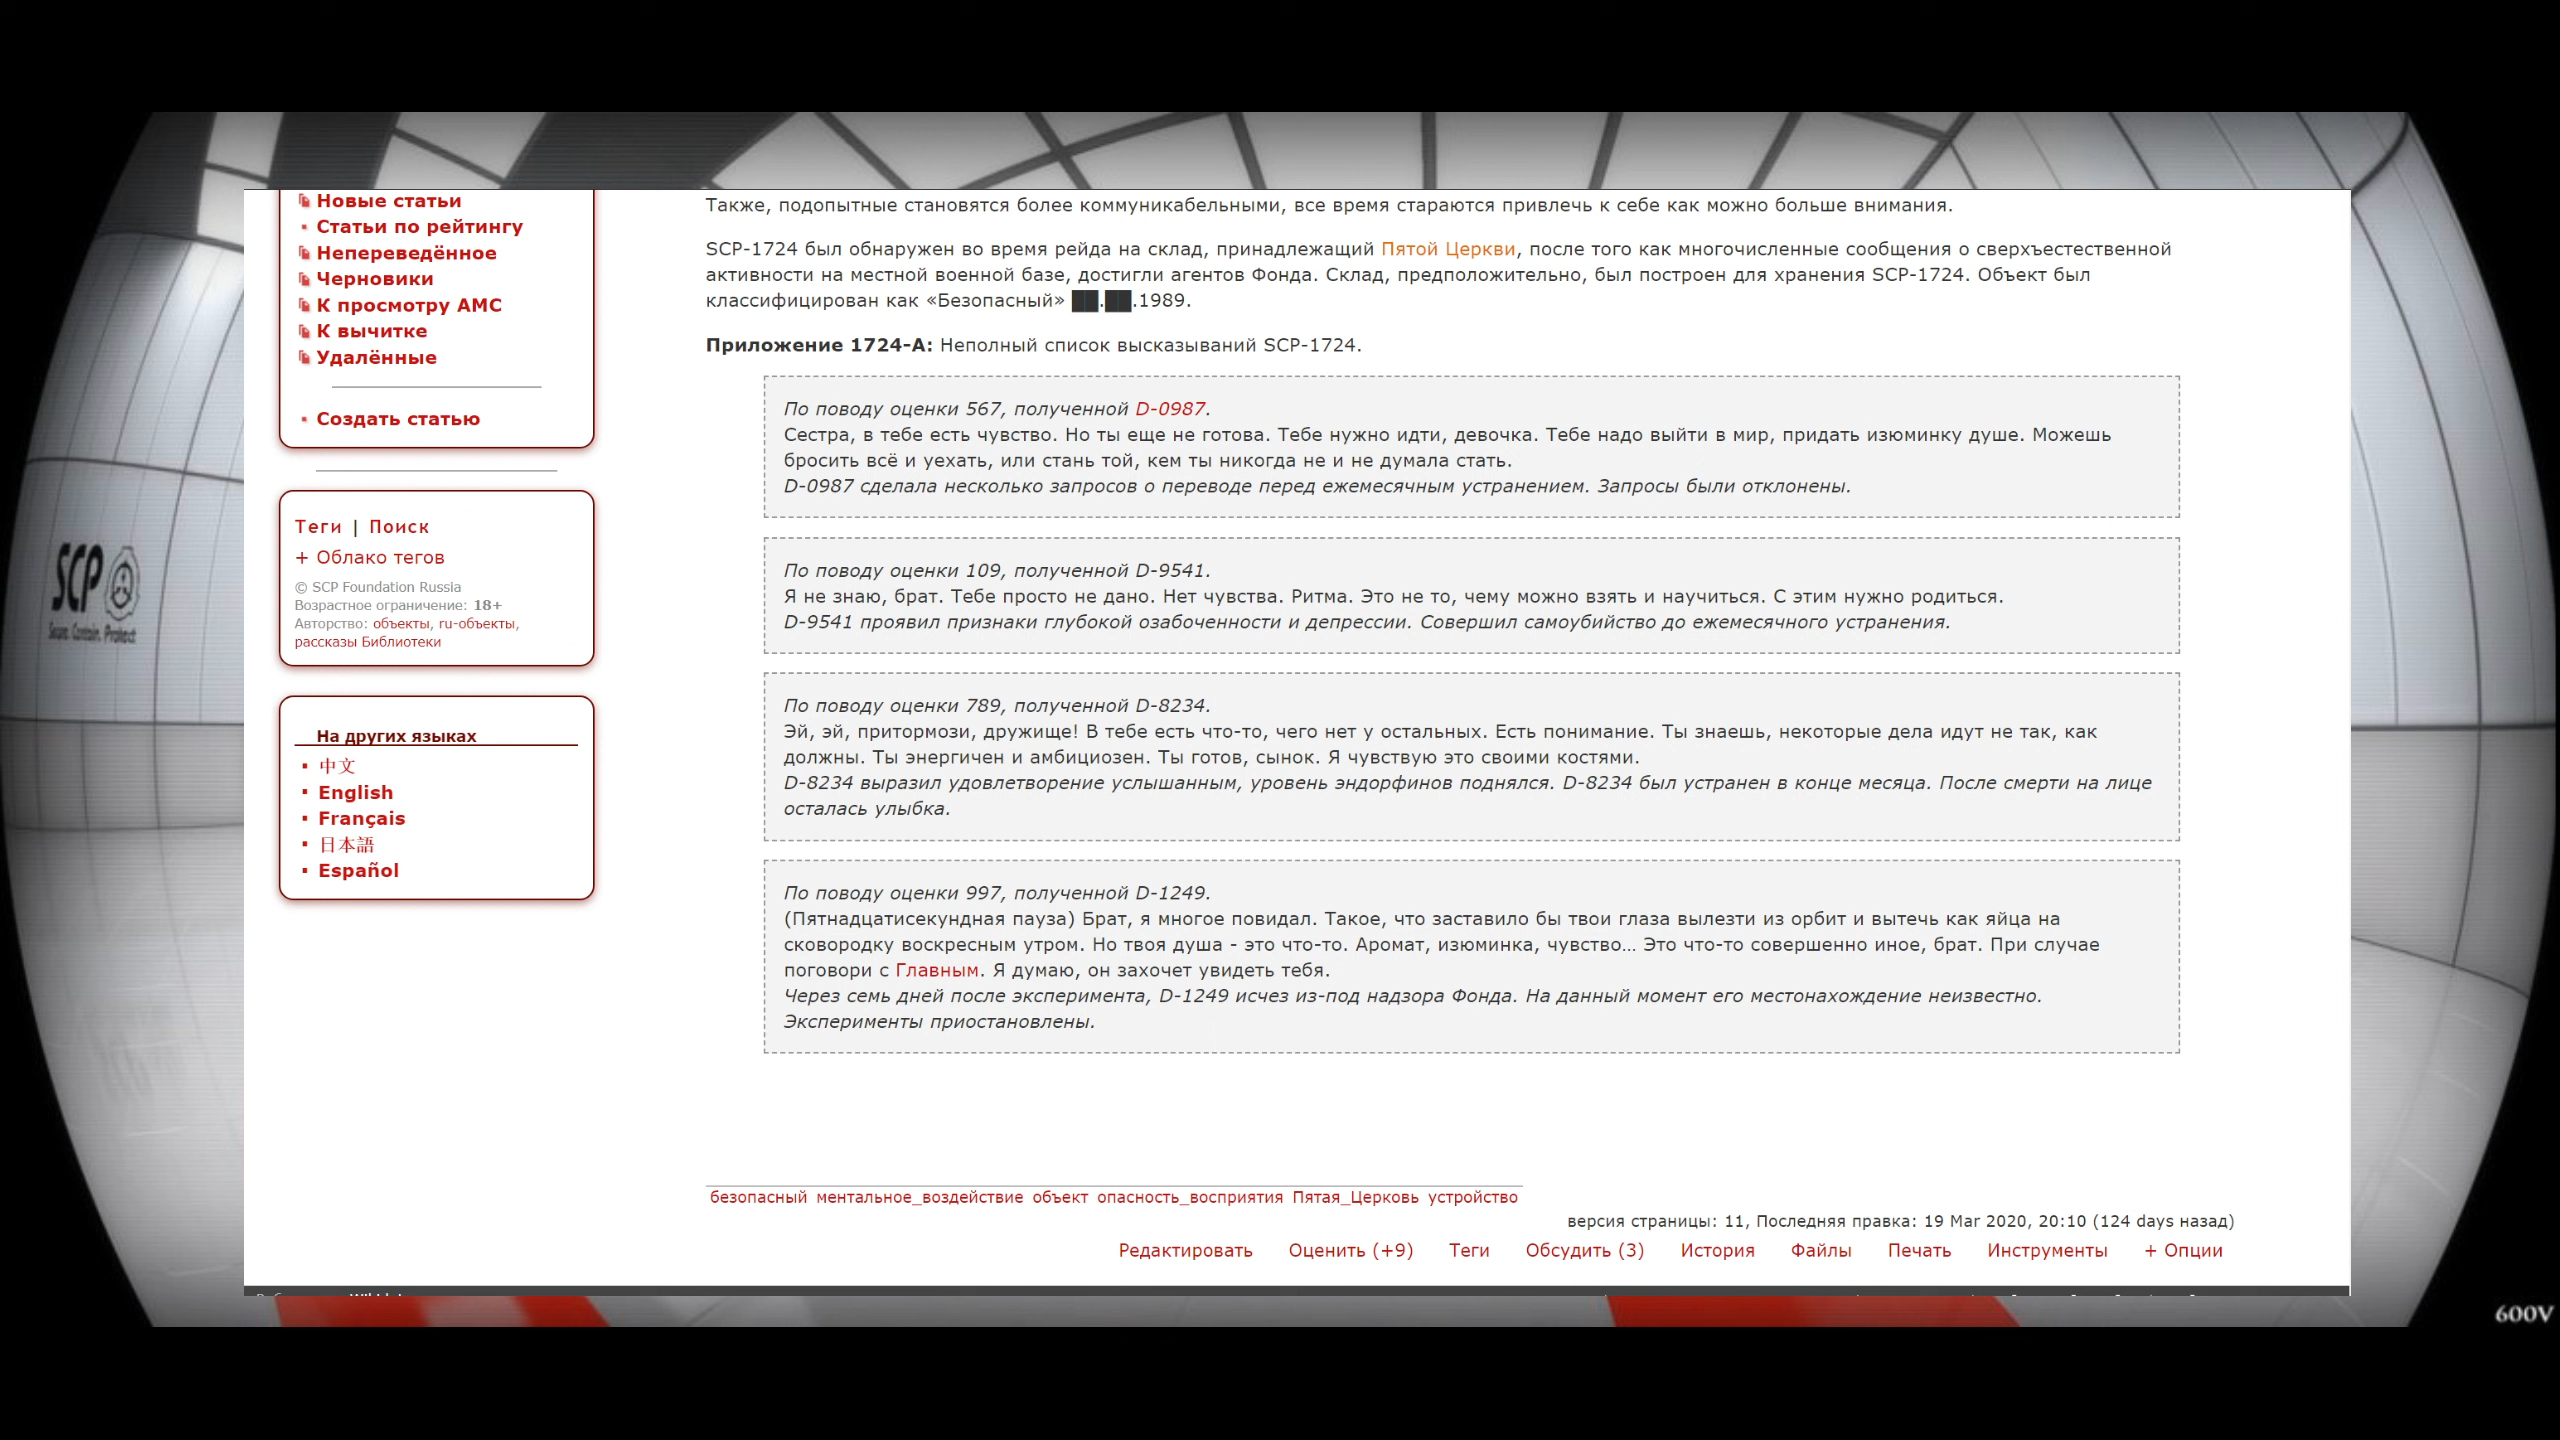 Новые статьи
Статьи по рейтингу
Непереведённое
Черновики
К просмотру АМС
К вычитке
Удалённые
Создать статью
Теги | Поиск
+ Облако тегов
© SCP Foundation Russia
Возрастное ограничение: 18+
Авторство: объекты, ru-объекты,
рассказы Библиотеки
На других языках
中文
English
Français
日本語
Español
SCP
Secure. Contain. Protect
Также, подопытные становятся более коммуникабельными, все время стараются привлечь к себе как можно больше внимания.
SCP-1724 был обнаружен во время рейда на склад, принадлежащий Пятой Церкви, после того как многочисленные сообщения о сверхъестественной
активности на местной военной базе, достигли агентов Фонда. Склад, предположительно, был построен для хранения SCP-1724. Объект был
классифицирован как «Безопасный» ██.██.1989.
Приложение 1724-А: Неполный список высказываний SCP-1724.
По поводу оценки 567, полученной D-0987.
Сестра, в тебе есть чувство. Но ты еще не готова. Тебе нужно идти, девочка. Тебе надо выйти в мир, придать изюминку душе. Можешь
бросить всё и уехать, или стань той, кем ты никогда не и не думала стать.
D-0987 сделала несколько запросов о переводе перед ежемесячным устранением. Запросы были отклонены.
По поводу оценки 109, полученной D-9541.
Я не знаю, брат. Тебе просто не дано. Нет чувства. Ритма. Это не то, чему можно взять и научиться. С этим нужно родиться.
D-9541 проявил признаки глубокой озабоченности и депрессии. Совершил самоубийство до ежемесячного устранения.
По поводу оценки 789, полученной D-8234.
Эй, эй, притормози, дружище! В тебе есть что-то, чего нет у остальных. Есть понимание. Ты знаешь, некоторые дела идут не так, как
должны. Ты энергичен и амбициозен. Ты готов, сынок. Я чувствую это своими костями.
D-8234 выразил удовлетворение услышанным, уровень эндорфинов поднялся. D-8234 был устранен в конце месяца. После смерти на лице
осталась улыбка.
По поводу оценки 997, полученной D-1249.
(Пятнадцатисекундная пауза) Брат, я многое повидал. Такое, что заставило бы твои глаза вылезти из орбит и вытечь как яйца на
сковородку воскресным утром. Но твоя душа - это что-то. Аромат, изюминка, чувство... Это что-то совершенно иное, брат. При случае
поговори с Главным. Я думаю, он захочет увидеть тебя.
Через семь дней после эксперимента, D-1249 исчез из-под надзора Фонда. На данный момент его местонахождение неизвестно.
Эксперименты приостановлены.
безопасный ментальное_воздействие объект опасность_восприятия Пятая_Церковь устройство
версия страницы: 11, Последняя правка: 19 Mar 2020, 20:10 (124 days назад)
Редактировать Оценить (+9) Теги Обсудить (3) История Файлы Печать Инструменты + Опции
600V